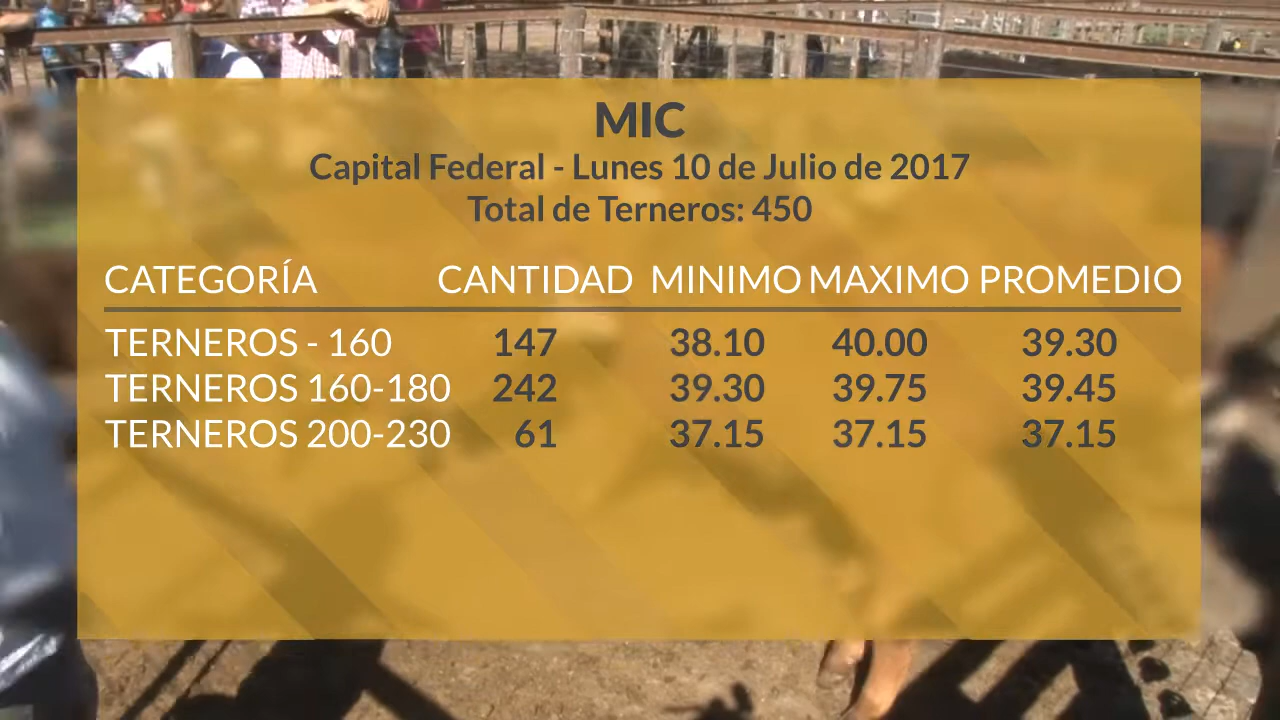 MIC
Capital Federal - Lunes 10 de Julio de 2017
Total de Terneros: 450
CATEGORÍA CANTIDAD MINIMO MAXIMO PROMEDIO
TERNEROS - 160 147 38.10 40.00 39.30
TERNEROS 160-180 242 39.30 39.75 39.45
TERNEROS 200-230 61 37.15 37.15 37.15